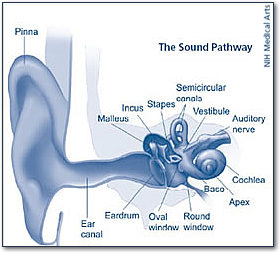 Pinna
The Sound Pathway
NIH Medical Arts
Semicircular
canals
Vestibule
Stapes
Incus
Malleus
Auditory
nerve
Cochlea
Baco
Apex
Round
window
Oval
window
Eardrum
Ear
canal